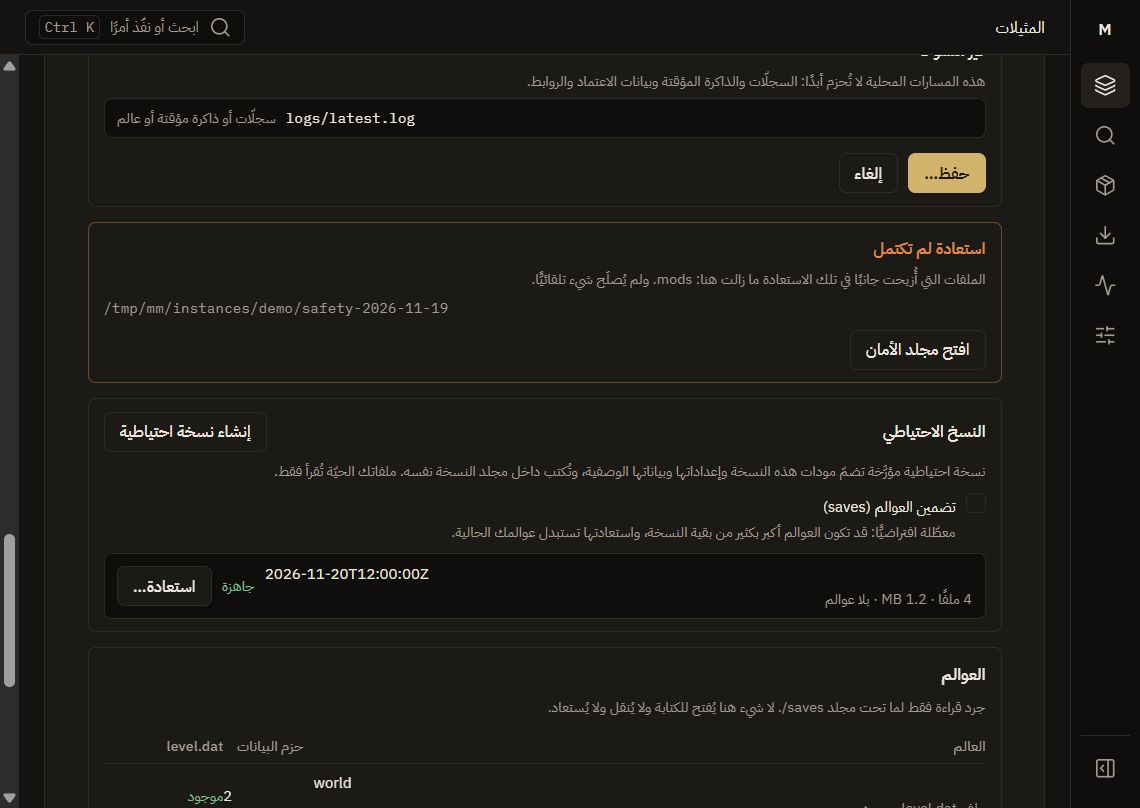 M
المثيلات
ابحث أو نفّذ أمرًا Ctrl K
هذه المسارات المحلية لا تُحزم أبدًا: السجلّات والذاكرة المؤقتة وبيانات الاعتماد والروابط.
logs/latest.log سجلّات أو ذاكرة مؤقتة أو عالم
حفظ...
إلغاء
استعادة لم تكتمل
الملفات التي أُزيحت جانبًا في تلك الاستعادة ما زالت هنا: mods. ولم يُصلَح شيء تلقائيًّا.
/tmp/mm/instances/demo/safety-2026-11-19
افتح مجلد الأمان
النسخ الاحتياطي
إنشاء نسخة احتياطية
نسخة احتياطية مؤرَّخة تضمّ مودات هذه النسخة وإعداداتها وبياناتها الوصفية، وتُكتب داخل مجلد النسخة نفسه. ملفاتك الحيّة تُقرأ فقط.
تضمين العوالم (saves)
معطّلة افتراضيًّا: قد تكون العوالم أكبر بكثير من بقية النسخة، واستعادتها تستبدل عوالمك الحالية.
2026-11-20T12:00:00Z
4 ملفًا · 1.2 MB · بلا عوالم
جاهزة
استعادة...
العوالم
جرد قراءة فقط لما تحت مجلد saves/. لا شيء هنا يُفتح للكتابة ولا يُنقل ولا يُستعاد.
العالم حزم البيانات level.dat
world
2 موجود
level.dat